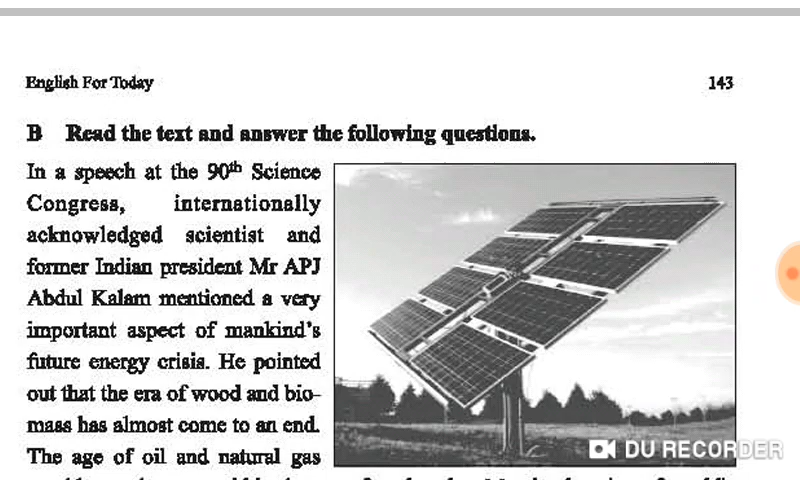 English For Today 143
B Read the text and answer the following questions.
In a speech at the 90th Science
Congress, internationally
acknowledged scientist and
former Indian president Mr APJ
Abdul Kalam mentioned a very
important aspect of mankind's
future energy crisis. He pointed
out that the era of wood and bio-
mass has almost come to an end.
The age of oil and natural gas
DU RECORDER